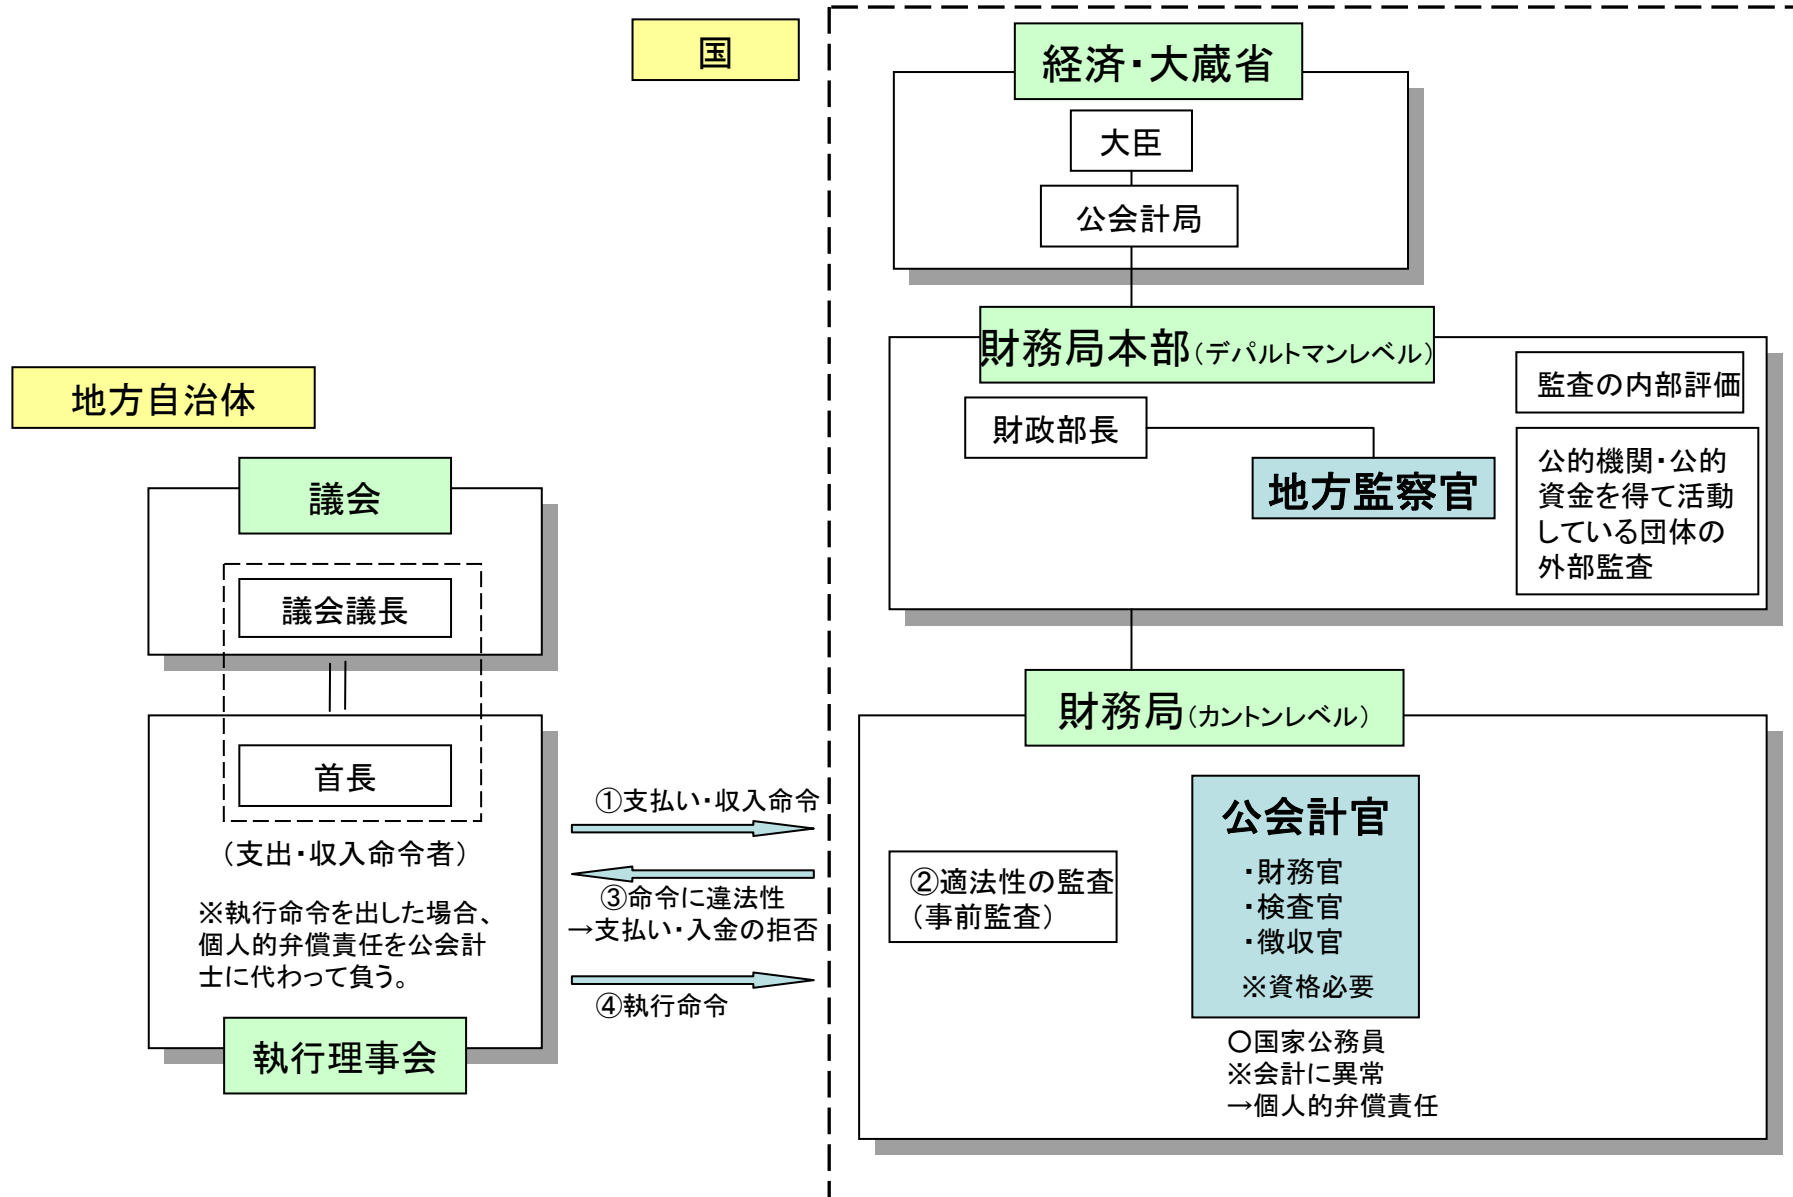 国
経済・大蔵省
大臣
公会計局
財務局本部（デパルトマンレベル）
財政部長
地方監察官
監査の内部評価
公的機関・公的
資金を得て活動
している団体の
外部監査
地方自治体
議会
議会議長
首長
（支出・収入命令者）
※執行命令を出した場合、
個人的弁償責任を公会計
士に代わって負う。
執行理事会
①支払い・収入命令
③命令に違法性
→支払い・入金の拒否
④執行命令
財務局（カントンレベル）
②適法性の監査
（事前監査）
公会計官
・財務官
・検査官
・徴収官
※資格必要
○国家公務員
※会計に異常
→個人的弁償責任